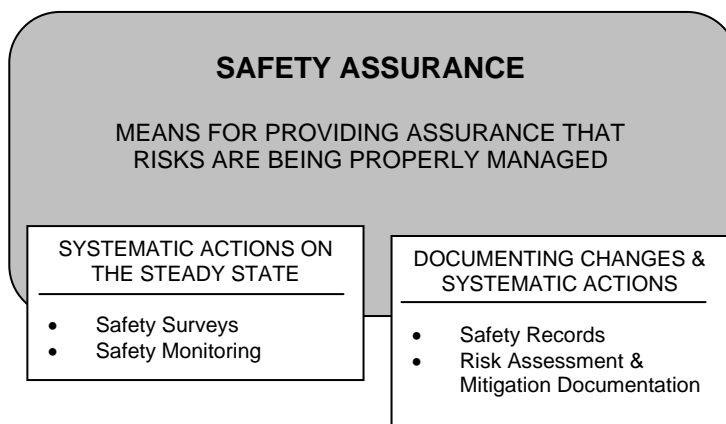 SAFETY ASSURANCE
MEANS FOR PROVIDING ASSURANCE THAT
RISKS ARE BEING PROPERLY MANAGED
SYSTEMATIC ACTIONS ON
THE STEADY STATE
• Safety Surveys
• Safety Monitoring
DOCUMENTING CHANGES &
SYSTEMATIC ACTIONS
• Safety Records
• Risk Assessment &
Mitigation Documentation